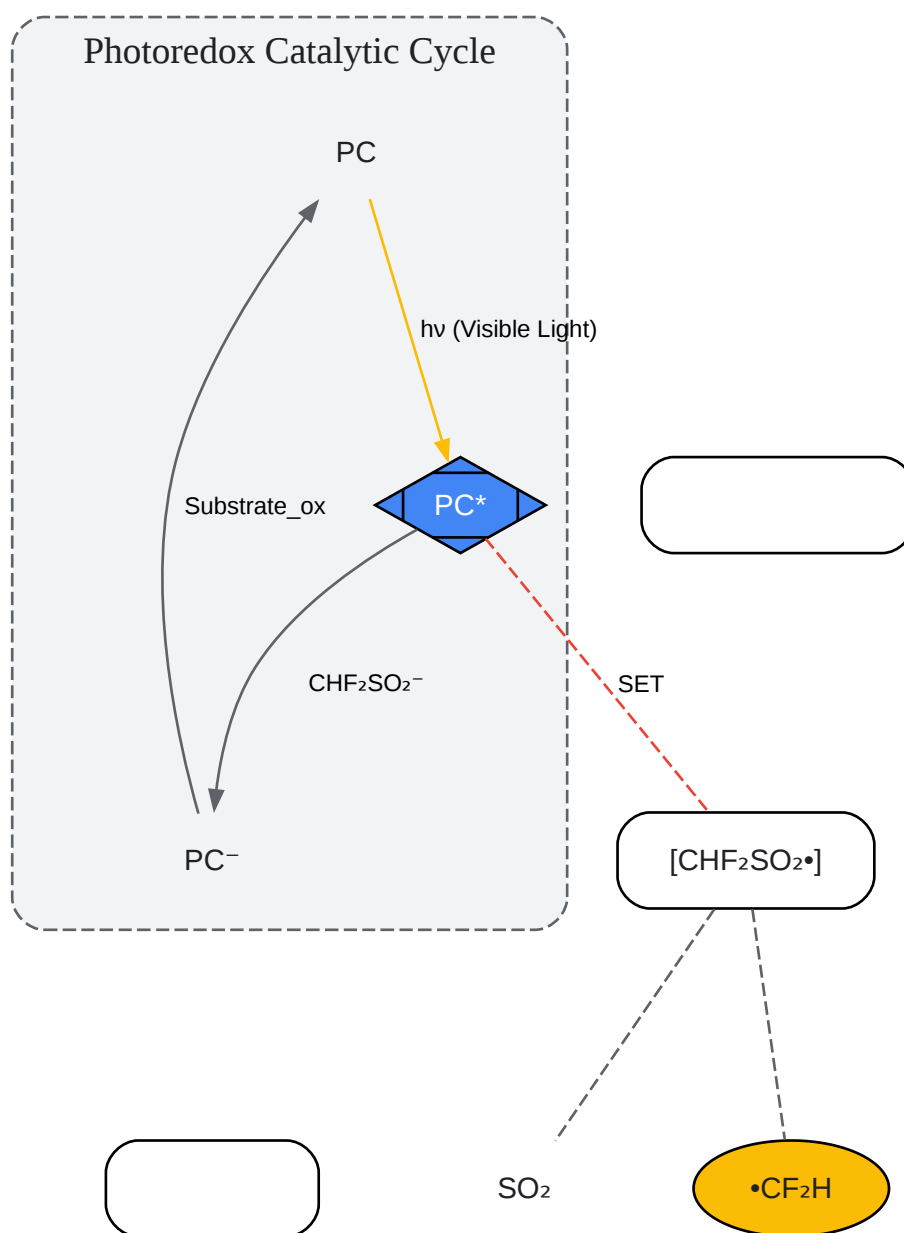 Photoredox Catalytic Cycle
PC
hν (Visible Light)
Substrate_ox
PC*
CHF₂SO₂⁻
SET
PC⁻
[CHF₂SO₂•]
SO₂
•CF₂H